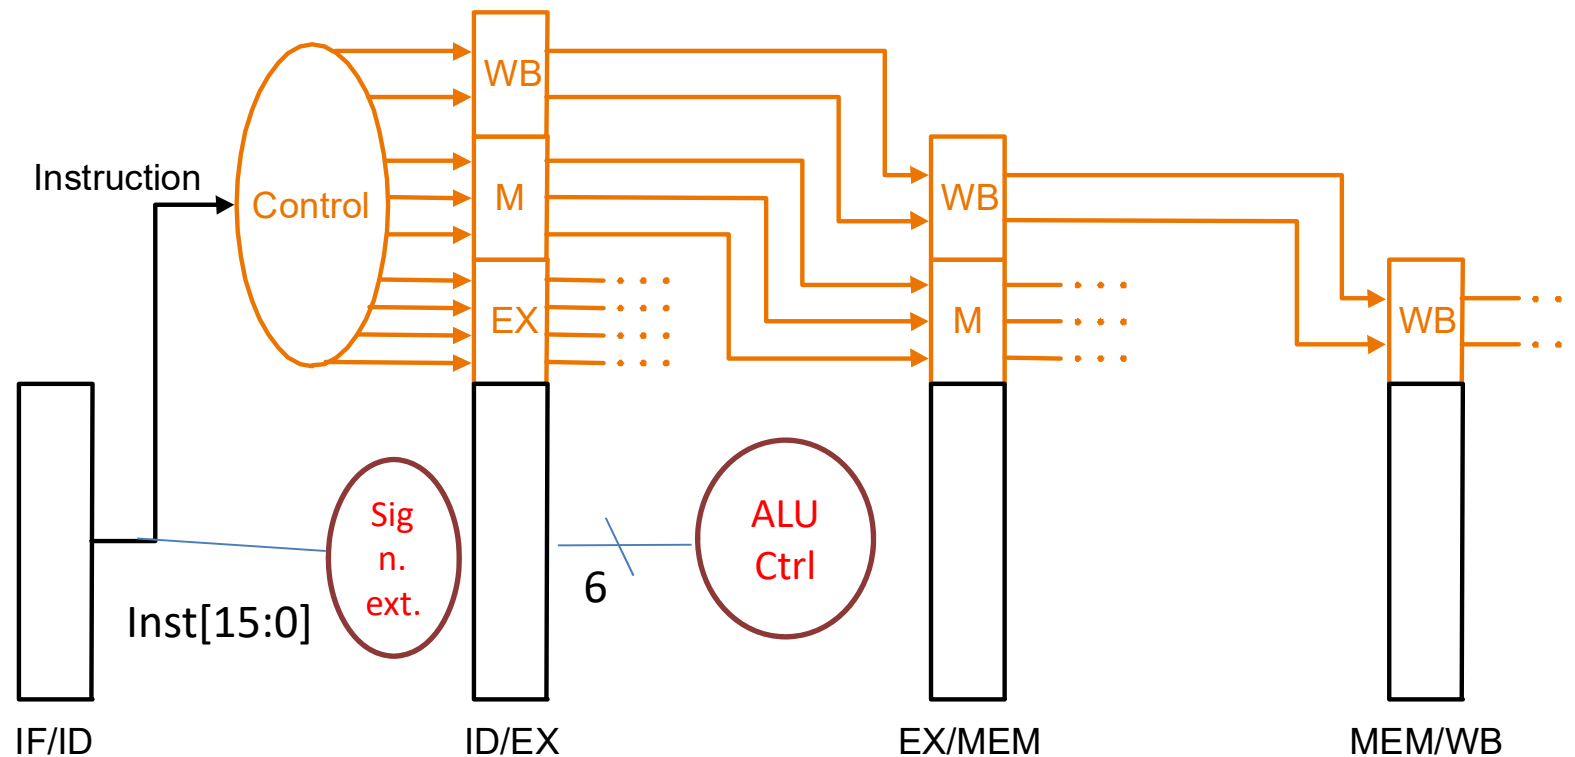 WB
Instruction
Control
M
WB
EX
M
WB
Sig
n.
ext.
ALU
Ctrl
6
Inst[15:0]
IF/ID
ID/EX
EX/MEM
MEM/WB